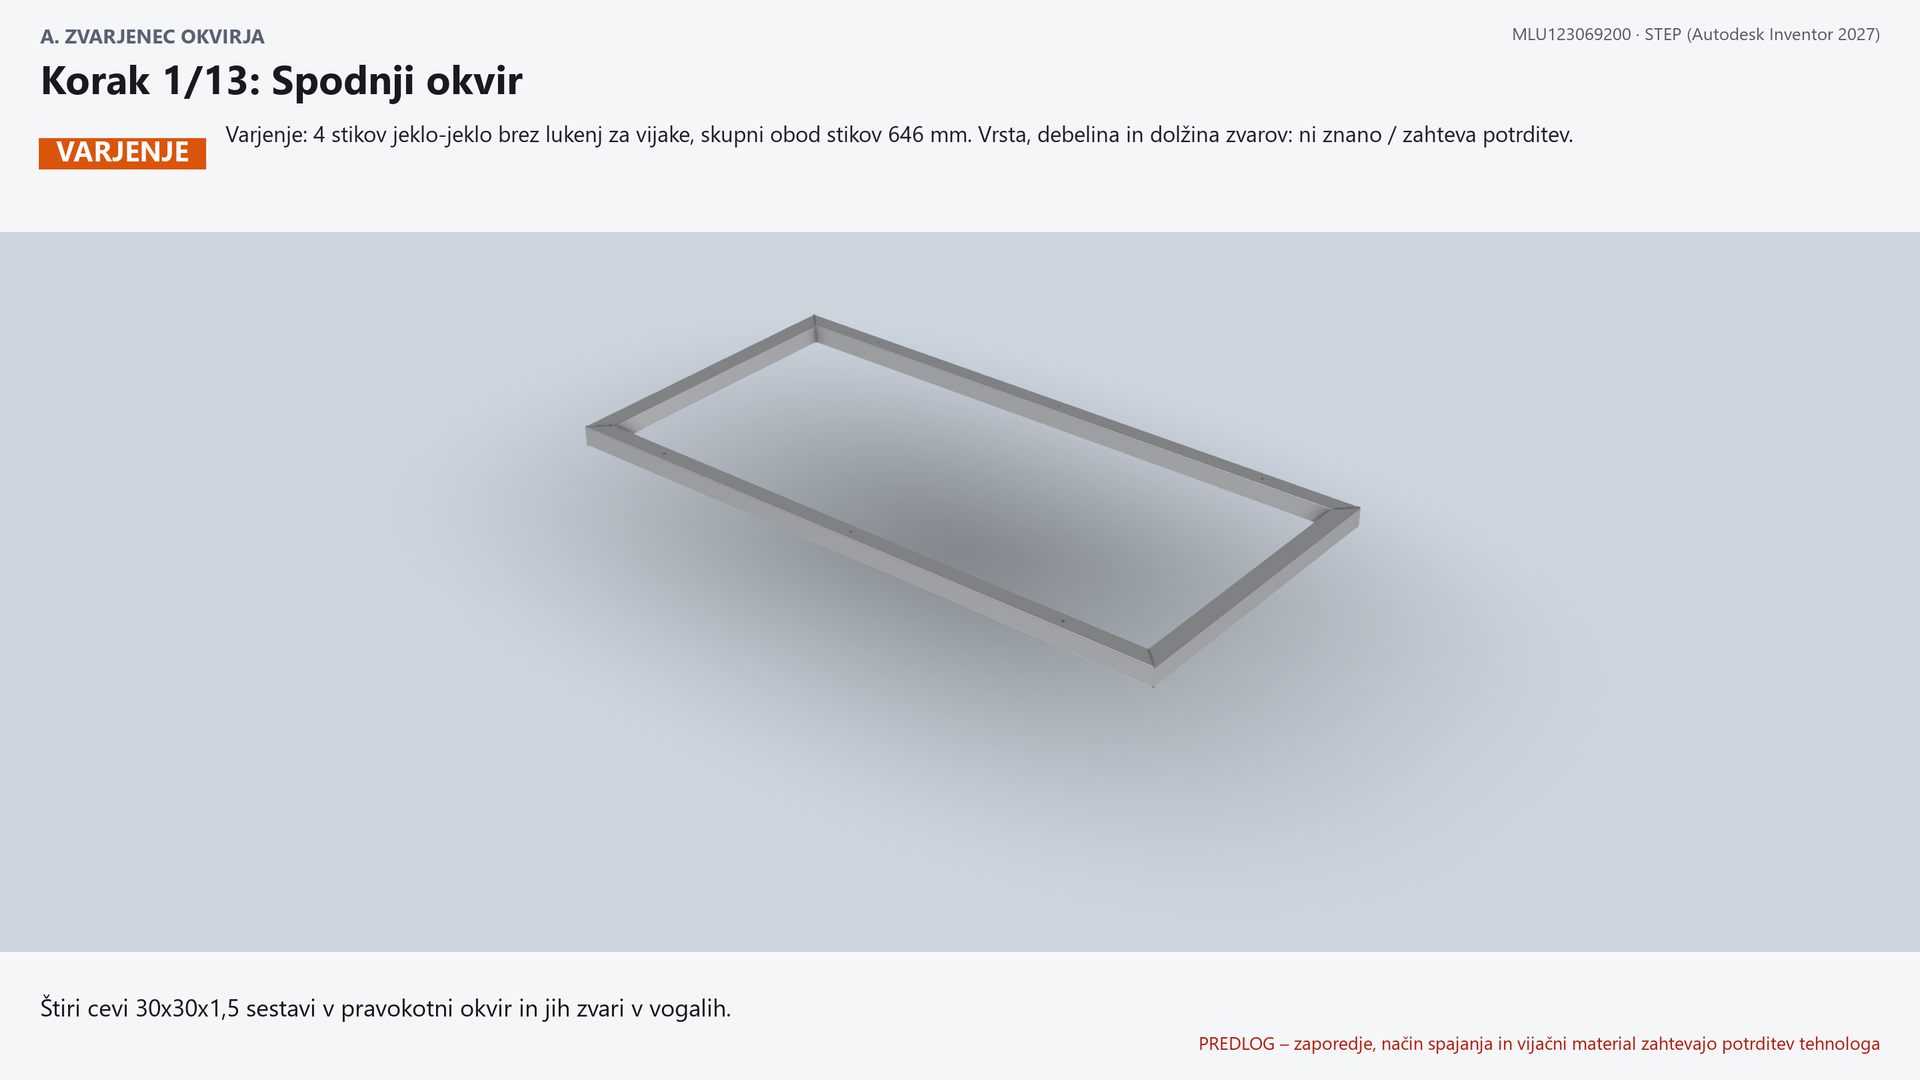 A. ZVARJENEC OKVIRJA
MLU123069200 · STEP (Autodesk Inventor 2027)
Korak 1/13: Spodnji okvir
VARJENJE
Varjenje: 4 stikov jeklo-jeklo brez lukenj za vijake, skupni obod stikov 646 mm. Vrsta, debelina in dolžina zvarov: ni znano / zahteva potrditev.
Štiri cevi 30x30x1,5 sestavi v pravokotni okvir in jih zvari v vogalih.
PREDLOG – zaporedje, način spajanja in vijačni material zahtevajo potrditev tehnologa